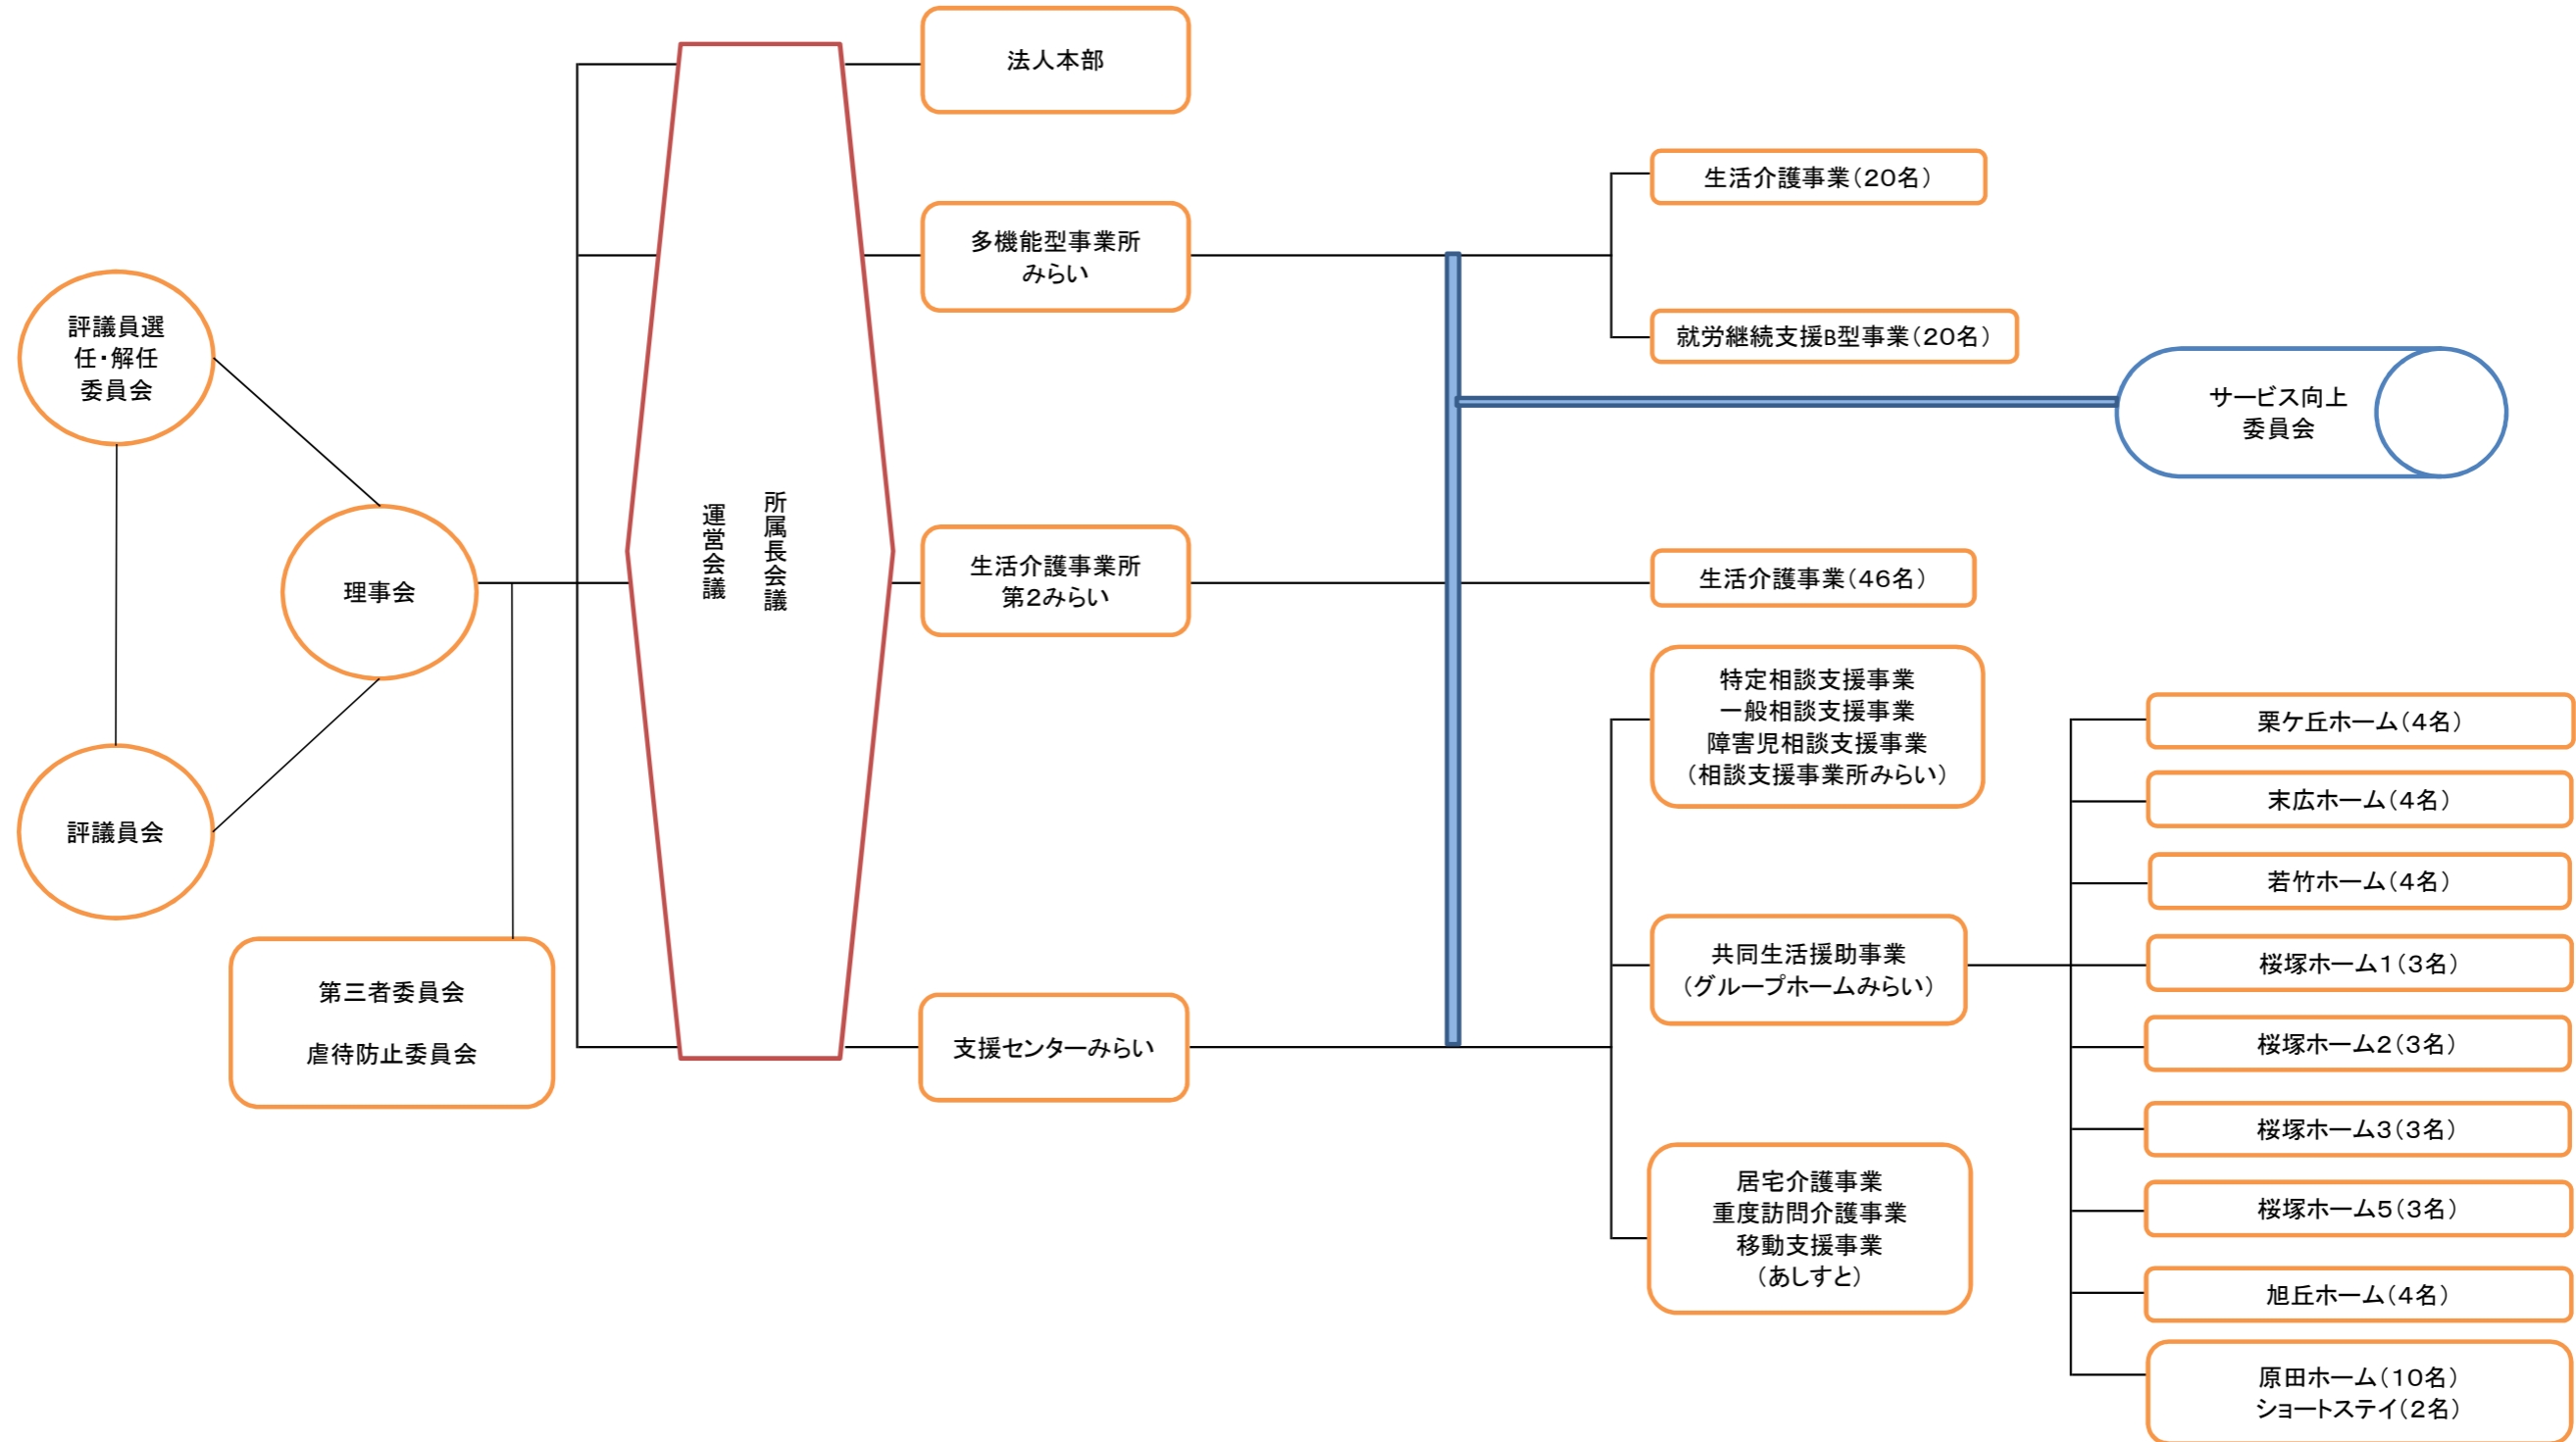 評議員選
任・解任
委員会
理事会
評議員会
第三者委員会
虐待防止委員会
所属長会議
運営会議
法人本部
多機能型事業所
みらい
生活介護事業所
第2みらい
支援センターみらい
生活介護事業(20名)
就労継続支援B型事業(20名)
サービス向上
委員会
生活介護事業(46名)
特定相談支援事業
一般相談支援事業
障害児相談支援事業
(相談支援事業所みらい)
共同生活援助事業
(グループホームみらい)
居宅介護事業
重度訪問介護事業
移動支援事業
(あしすと)
栗ケ丘ホーム(4名)
末広ホーム(4名)
若竹ホーム(4名)
桜塚ホーム1(3名)
桜塚ホーム2(3名)
桜塚ホーム3(3名)
桜塚ホーム5(3名)
旭丘ホーム(4名)
原田ホーム(10名)
ショートステイ(2名)